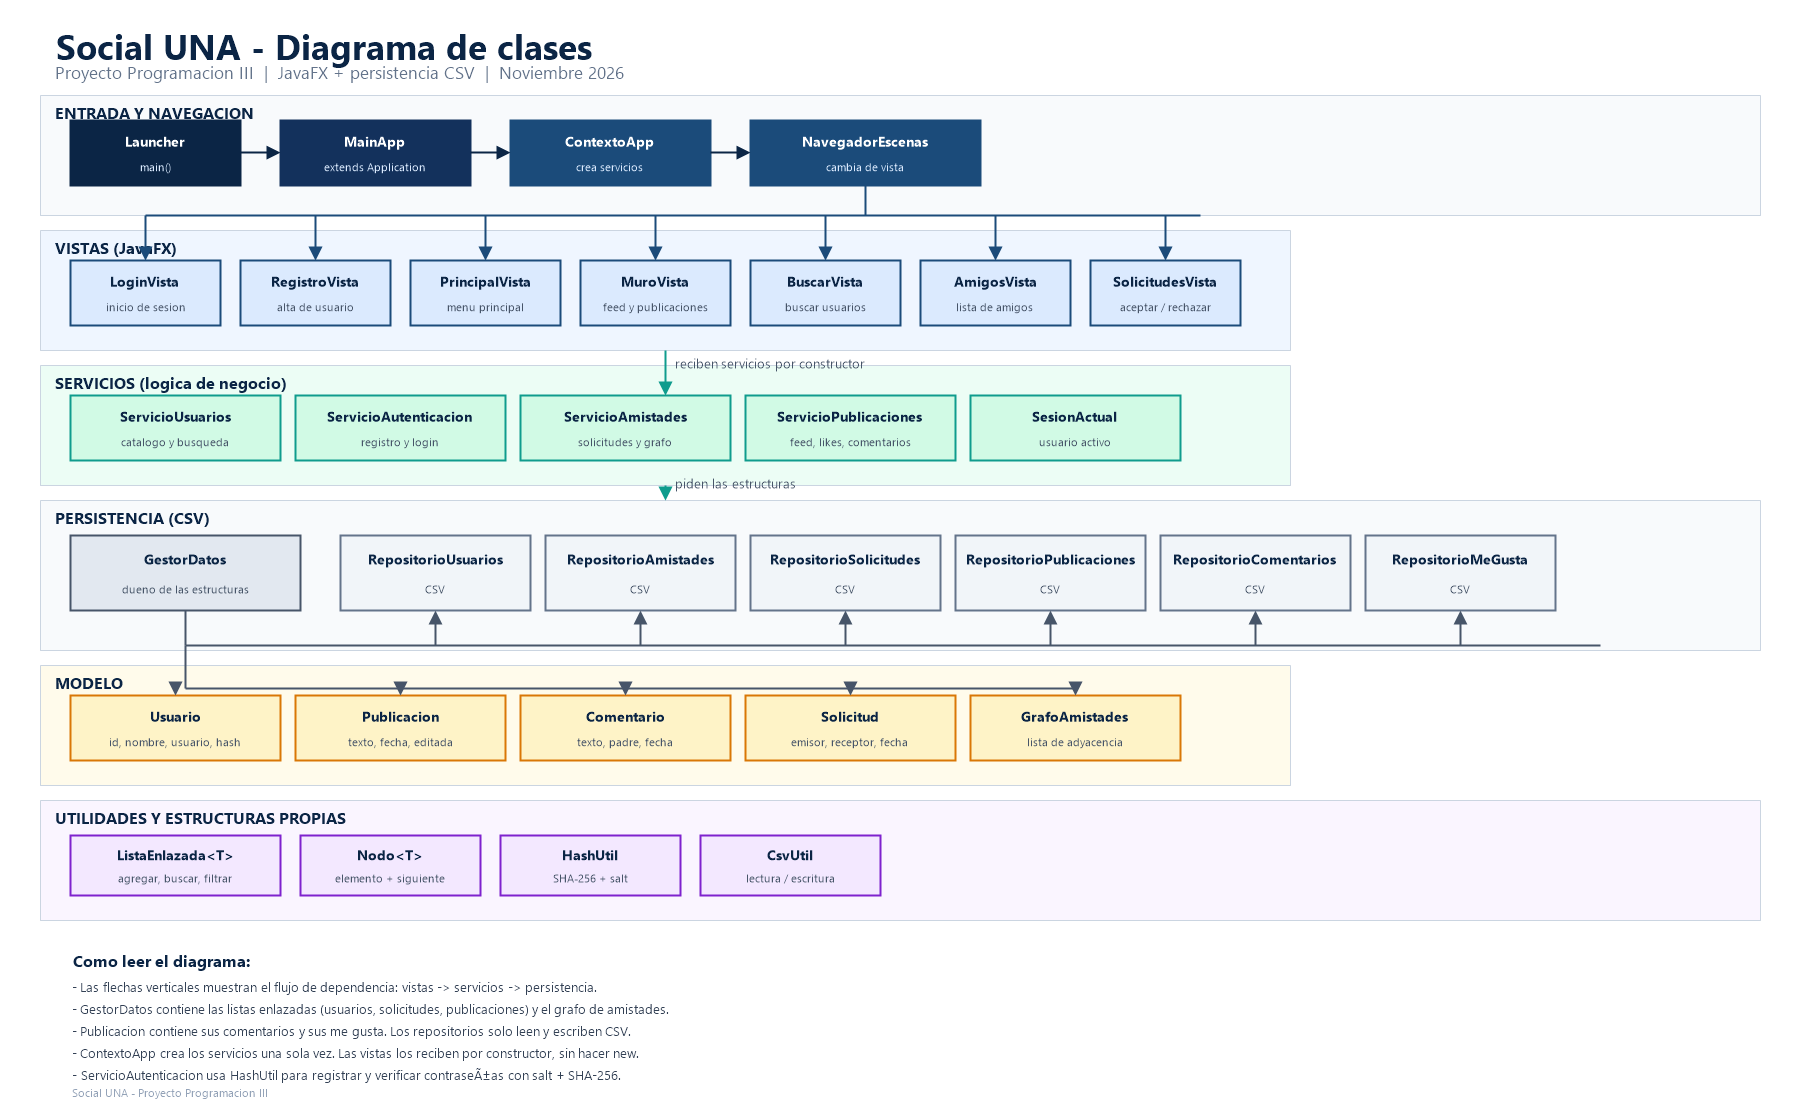 Social UNA - Diagrama de clases
Proyecto Programacion III | JavaFX + persistencia CSV | Noviembre 2026
ENTRADA Y NAVEGACION
Launcher
main()
MainApp
extends Application
ContextoApp
crea servicios
NavegadorEscenas
cambia de vista
VISTAS (JavaFX)
LoginVista
inicio de sesion
RegistroVista
alta de usuario
PrincipalVista
menu principal
MuroVista
feed y publicaciones
BuscarVista
buscar usuarios
AmigosVista
lista de amigos
SolicitudesVista
aceptar / rechazar
reciben servicios por constructor
SERVICIOS (logica de negocio)
ServicioUsuarios
catalogo y busqueda
ServicioAutenticacion
registro y login
ServicioAmistades
solicitudes y grafo
ServicioPublicaciones
feed, likes, comentarios
SesionActual
usuario activo
piden las estructuras
PERSISTENCIA (CSV)
GestorDatos
dueno de las estructuras
RepositorioUsuarios
CSV
RepositorioAmistades
CSV
RepositorioSolicitudes
CSV
RepositorioPublicaciones
CSV
RepositorioComentarios
CSV
RepositorioMeGusta
CSV
MODELO
Usuario
id, nombre, usuario, hash
Publicacion
texto, fecha, editada
Comentario
texto, padre, fecha
Solicitud
emisor, receptor, fecha
GrafoAmistades
lista de adyacencia
UTILIDADES Y ESTRUCTURAS PROPIAS
ListaEnlazada<T>
agregar, buscar, filtrar
Nodo<T>
elemento + siguiente
HashUtil
SHA-256 + salt
CsvUtil
lectura / escritura
Como leer el diagrama:
- Las flechas verticales muestran el flujo de dependencia: vistas -> servicios -> persistencia.
- GestorDatos contiene las listas enlazadas (usuarios, solicitudes, publicaciones) y el grafo de amistades.
- Publicacion contiene sus comentarios y sus me gusta. Los repositorios solo leen y escriben CSV.
- ContextoApp crea los servicios una sola vez. Las vistas los reciben por constructor, sin hacer new.
- ServicioAutenticacion usa HashUtil para registrar y verificar contraseÃ±as con salt + SHA-256.
Social UNA - Proyecto Programacion III